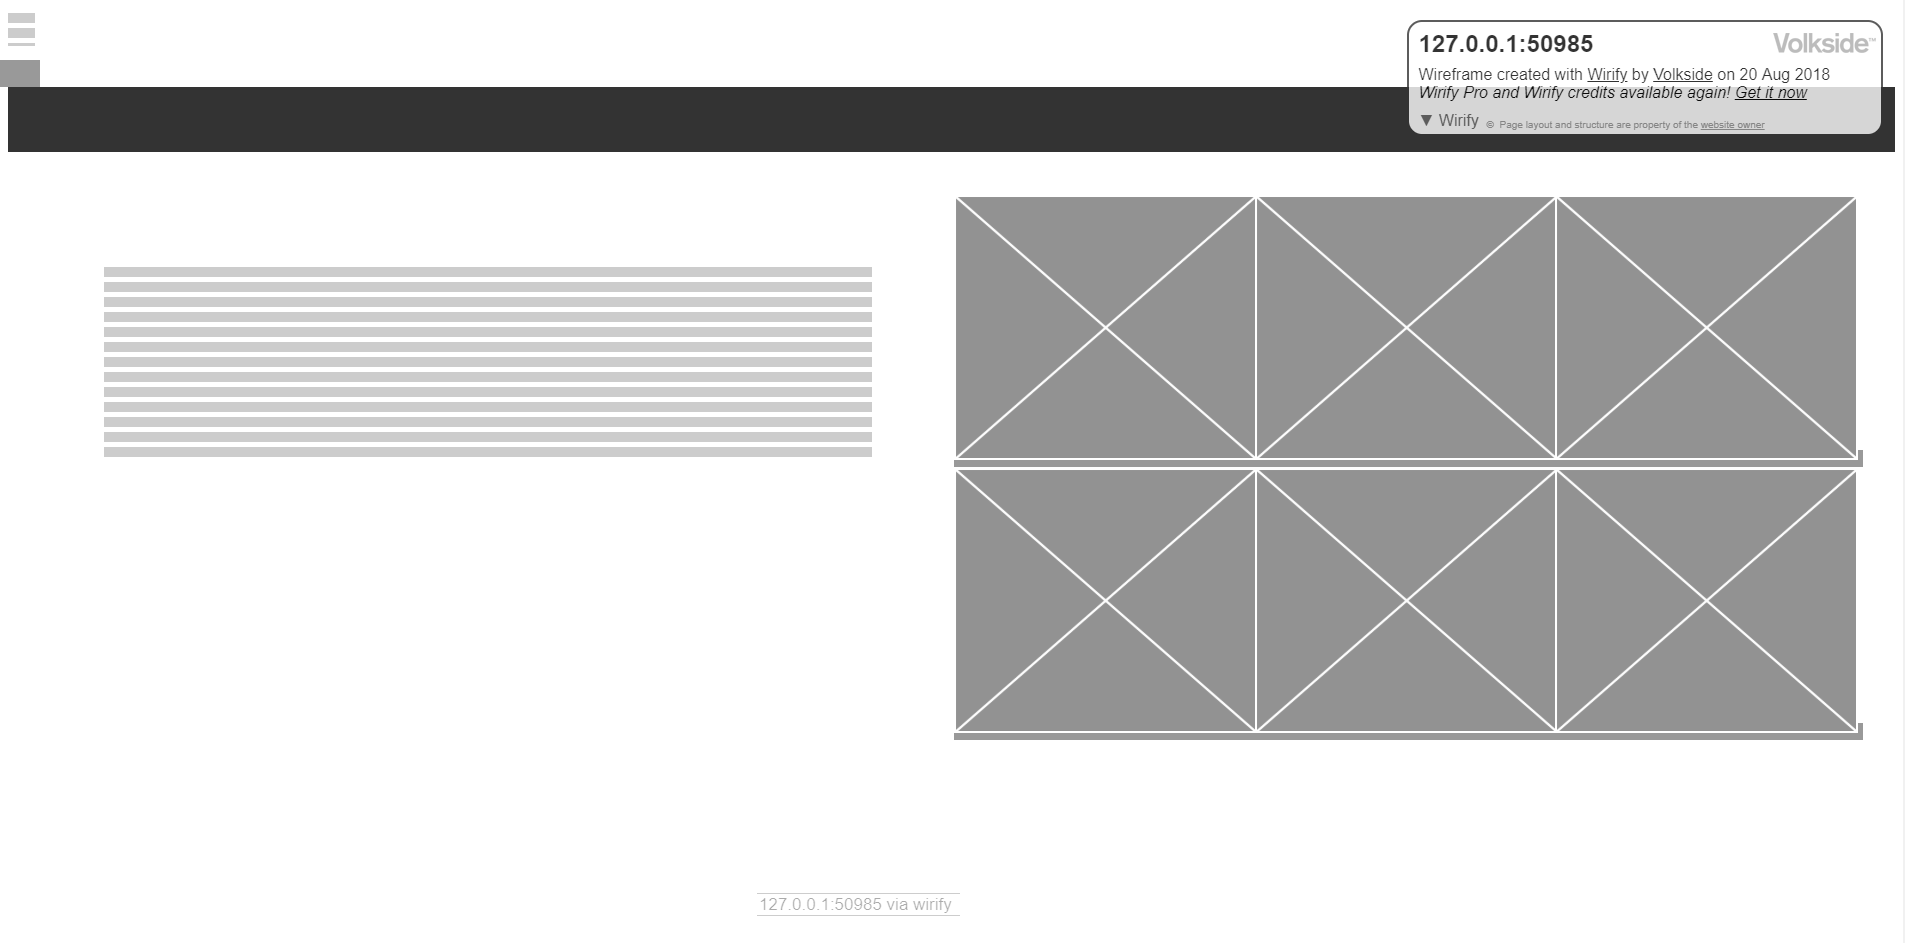 127.0.0.1:50985
Volkside™
Wireframe created with Wirify by Volkside on 20 Aug 2018
Wirify Pro and Wirify credits available again! Get it now
▼ Wirify © Page layout and structure are property of the website owner
127.0.0.1:50985 via wirify